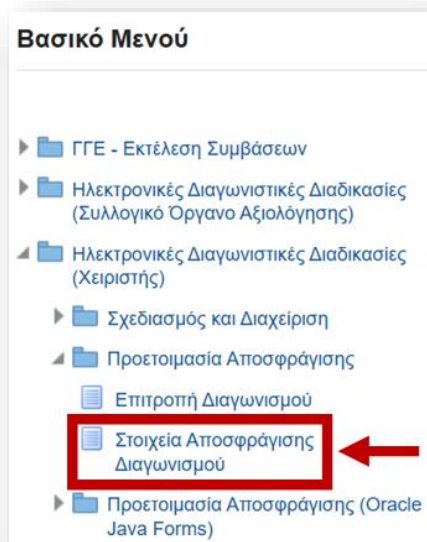 Βασικό Μενού
ΓΓΕ - Εκτέλεση Συμβάσεων
Ηλεκτρονικές Διαγωνιστικές Διαδικασίες
(Συλλογικό Όργανο Αξιολόγησης)
Ηλεκτρονικές Διαγωνιστικές Διαδικασίες
(Χειριστής)
Σχεδιασμός και Διαχείριση
Προετοιμασία Αποσφράγισης
Επιτροπή Διαγωνισμού
Στοιχεία Αποσφράγισης
Διαγωνισμού
Προετοιμασία Αποσφράγισης (Oracle
Java Forms)